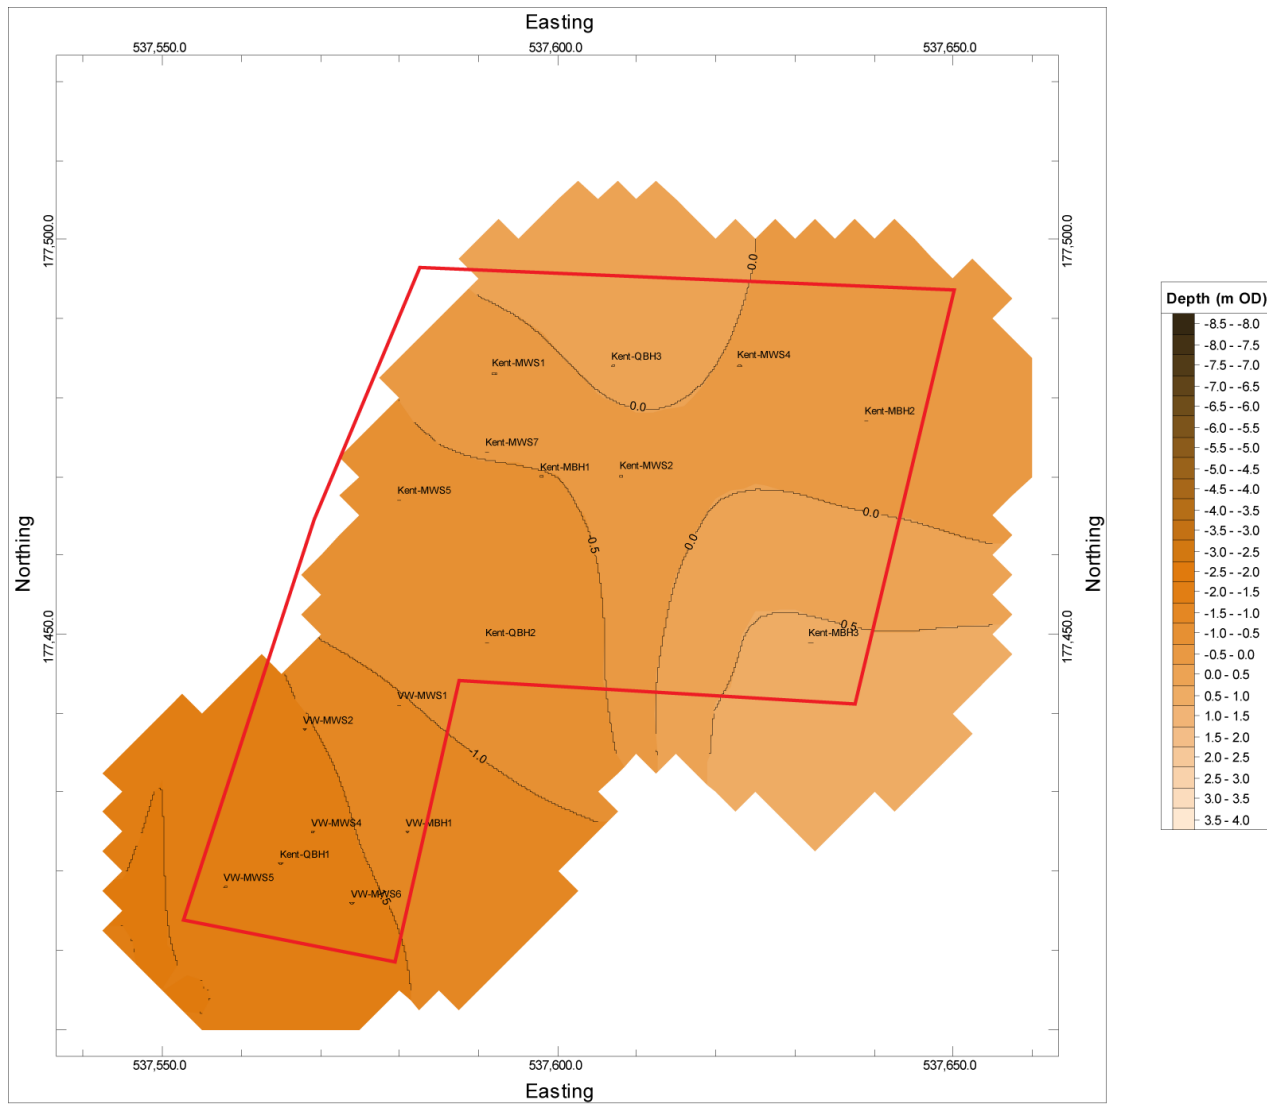 Easting
537,550.0 537,600.0 537,650.0
177,500.0 177,500.0
0.0
Kent-MWS1 Kent-QBH3 Kent-MWS4
0.0
Kent-MBH2
Kent-MWS7
Kent-MBH1 Kent-MWS2
Kent-MWS5
0.0
-0.5 0.0
Northing Northing
177,450.0 177,450.0
Kent-QBH2 Kent-MBH3 0.5
VW-MWS1
VW-MWS2
-1.0
VW-MWS4 VW-MBH1
Kent-QBH1
VW-MWS5
VW-MWS6
537,550.0 537,600.0 537,650.0
Easting
Depth (m OD)
-8.5 - -8.0
-8.0 - -7.5
-7.5 - -7.0
-7.0 - -6.5
-6.5 - -6.0
-6.0 - -5.5
-5.5 - -5.0
-5.0 - -4.5
-4.5 - -4.0
-4.0 - -3.5
-3.5 - -3.0
-3.0 - -2.5
-2.5 - -2.0
-2.0 - -1.5
-1.5 - -1.0
-1.0 - -0.5
-0.5 - 0.0
0.0 - 0.5
0.5 - 1.0
1.0 - 1.5
1.5 - 2.0
2.0 - 2.5
2.5 - 3.0
3.0 - 3.5
3.5 - 4.0